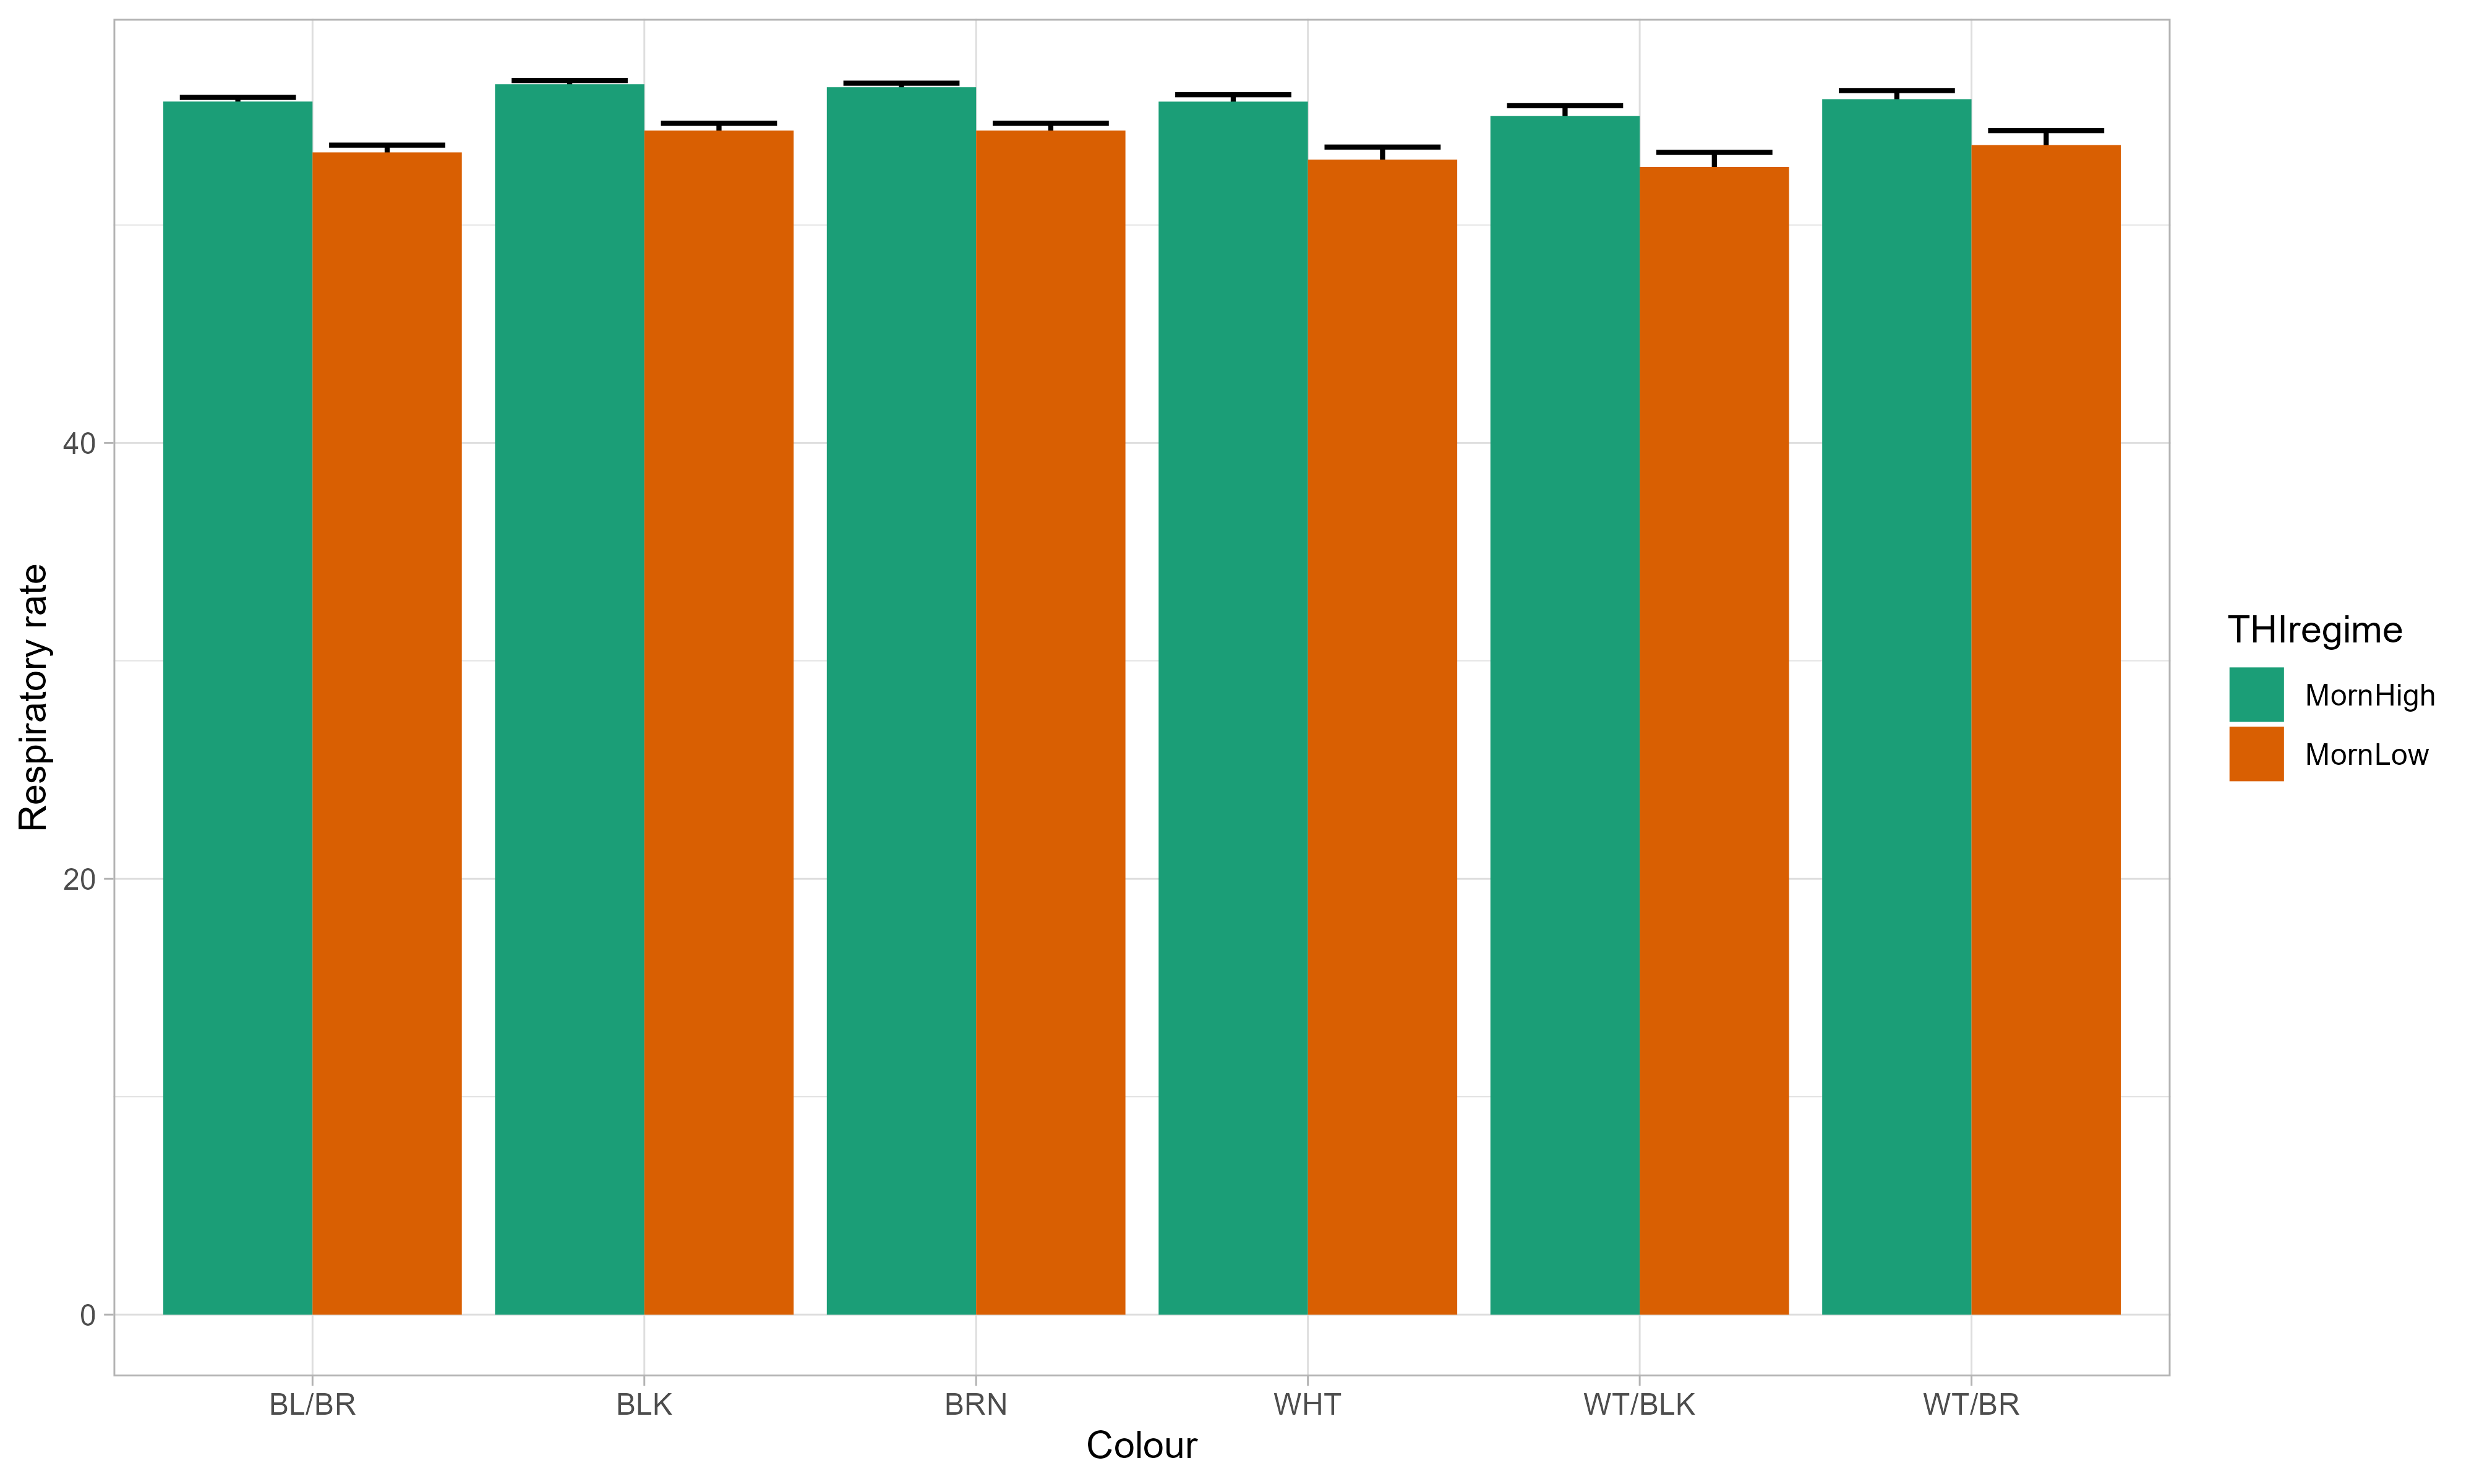 40
20
0
Respiratory rate
BL/BR
BLK
BRN
WHT
WT/BLK
WT/BR
Colour
THIregime
MornHigh
MornLow